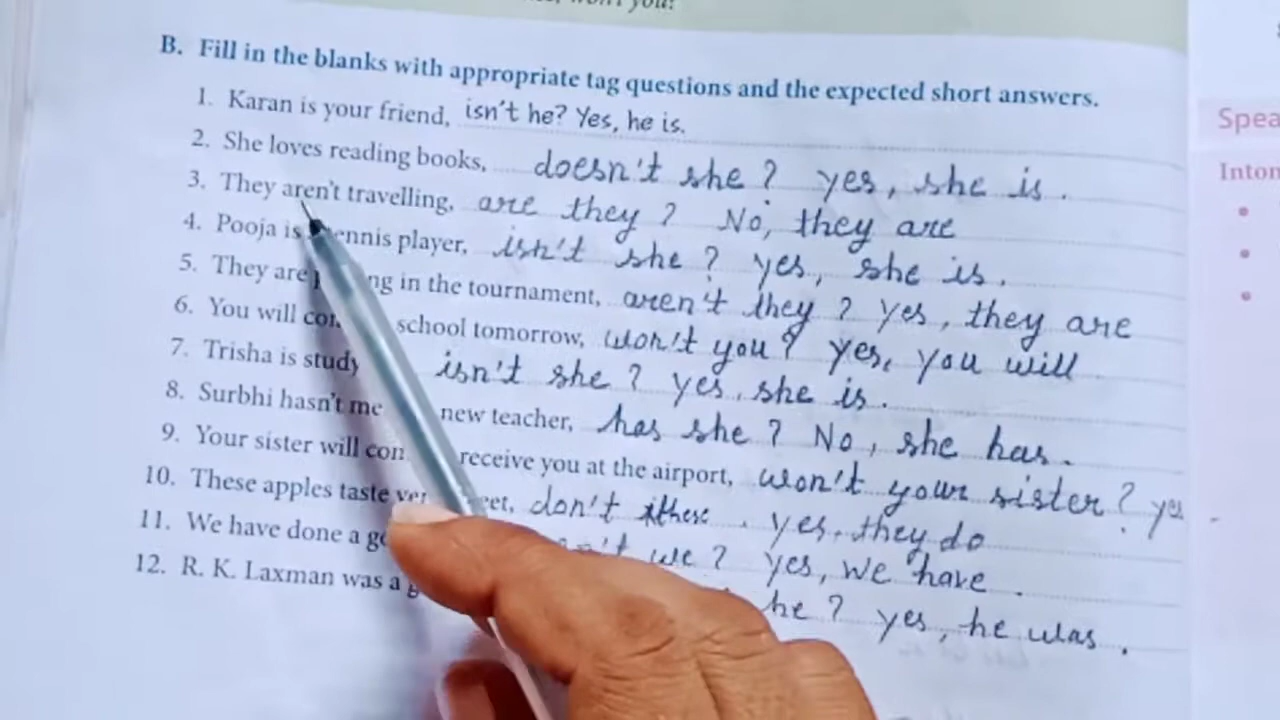 won't you?
B. Fill in the blanks with appropriate tag questions and the expected short answers.
1. Karan is your friend, isn't he? Yes, he is.
2. She loves reading books, doesn't she? yes, she is.
3. They aren't travelling, are they? No, they are
4. Pooja is tennis player, isn't she? yes, she is.
5. They are ng in the tournament, aren't they? yes, they are
6. You will school tomorrow, won't you? yes, you will
7. Trisha is study isn't she? yes, she is.
8. Surbhi hasn't me new teacher, has she? No, she has.
9. Your sister will receive you at the airport, won't your sister? yes
10. These apples taste ver eet, don't these. yes, they do
11. We have done a we? yes, we have.
12. R. K. Laxman was a he? yes, he was.
Spea
Inton